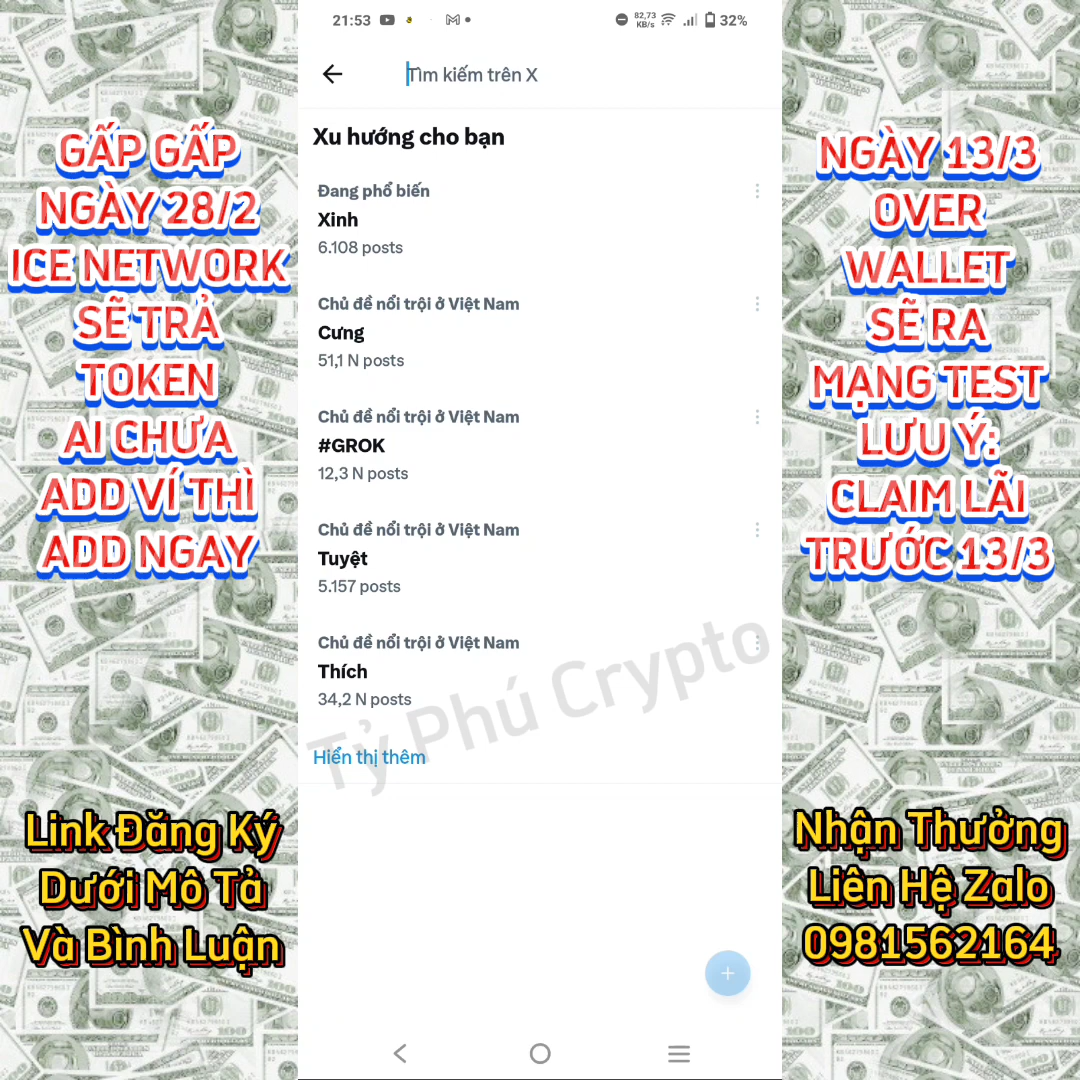 21:53
82,73
KB/s
32%
Tìm kiếm trên X
Xu hướng cho bạn
Đang phổ biến
Xinh
6.108 posts
Chủ đề nổi trội ở Việt Nam
Cưng
51,1 N posts
Chủ đề nổi trội ở Việt Nam
#GROK
12,3 N posts
Chủ đề nổi trội ở Việt Nam
Tuyệt
5.157 posts
Chủ đề nổi trội ở Việt Nam
Thích
34,2 N posts
Hiển thị thêm
Tỷ Phú Crypto
GẤP GẤP
NGÀY 28/2
ICE NETWORK
SẼ TRẢ
TOKEN
AI CHƯA
ADD VÍ THÌ
ADD NGAY
Link Đăng Ký
Dưới Mô Tả
Và Bình Luận
NGÀY 13/3
OVER
WALLET
SẼ RA
MẠNG TEST
LƯU Ý:
CLAIM LÃI
TRƯỚC 13/3
Nhận Thưởng
Liên Hệ Zalo
0981562164